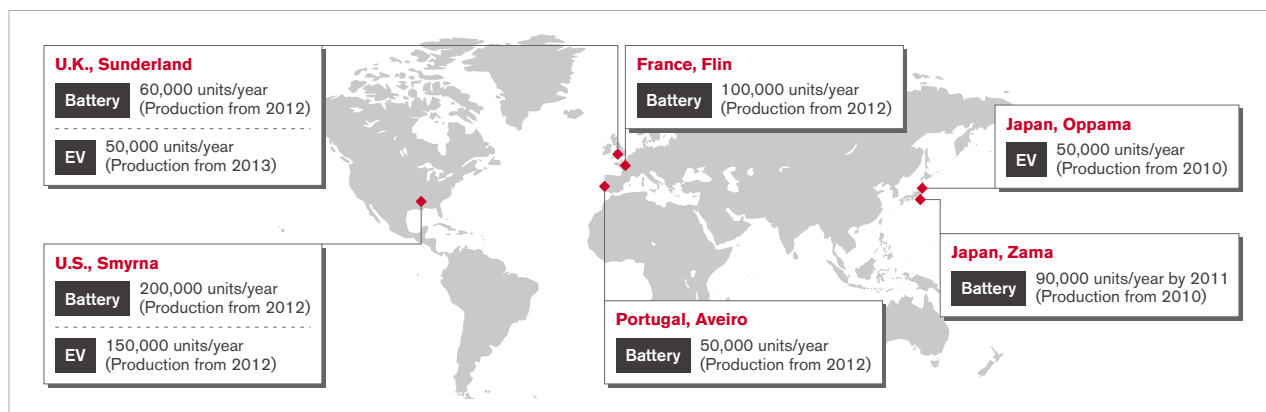 U.K., Sunderland
Battery 60,000 units/year
(Production from 2012)
EV 50,000 units/year
(Production from 2013)
U.S., Smyrna
Battery 200,000 units/year
(Production from 2012)
EV 150,000 units/year
(Production from 2012)
France, Flin
Battery 100,000 units/year
(Production from 2012)
Portugal, Aveiro
Battery 50,000 units/year
(Production from 2012)
Japan, Oppama
EV 50,000 units/year
(Production from 2010)
Japan, Zama
Battery 90,000 units/year by 2011
(Production from 2010)